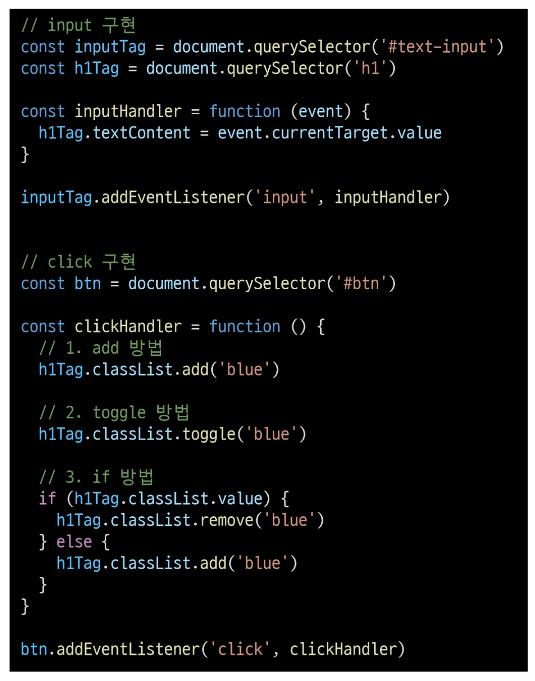 // input 구현
const inputTag = document.querySelector('#text-input')
const h1Tag = document.querySelector('h1')
const inputHandler = function (event) {
h1Tag.textContent = event.currentTarget.value
}
inputTag.addEventListener('input', inputHandler)
// click 구현
const btn = document.querySelector('#btn')
const clickHandler = function () {
// 1. add 방법
h1Tag.classList.add('blue')
// 2. toggle 방법
h1Tag.classList.toggle('blue')
// 3. if 방법
if (h1Tag.classList.value) {
h1Tag.classList.remove('blue')
} else {
h1Tag.classList.add('blue')
}
}
btn.addEventListener('click', clickHandler)